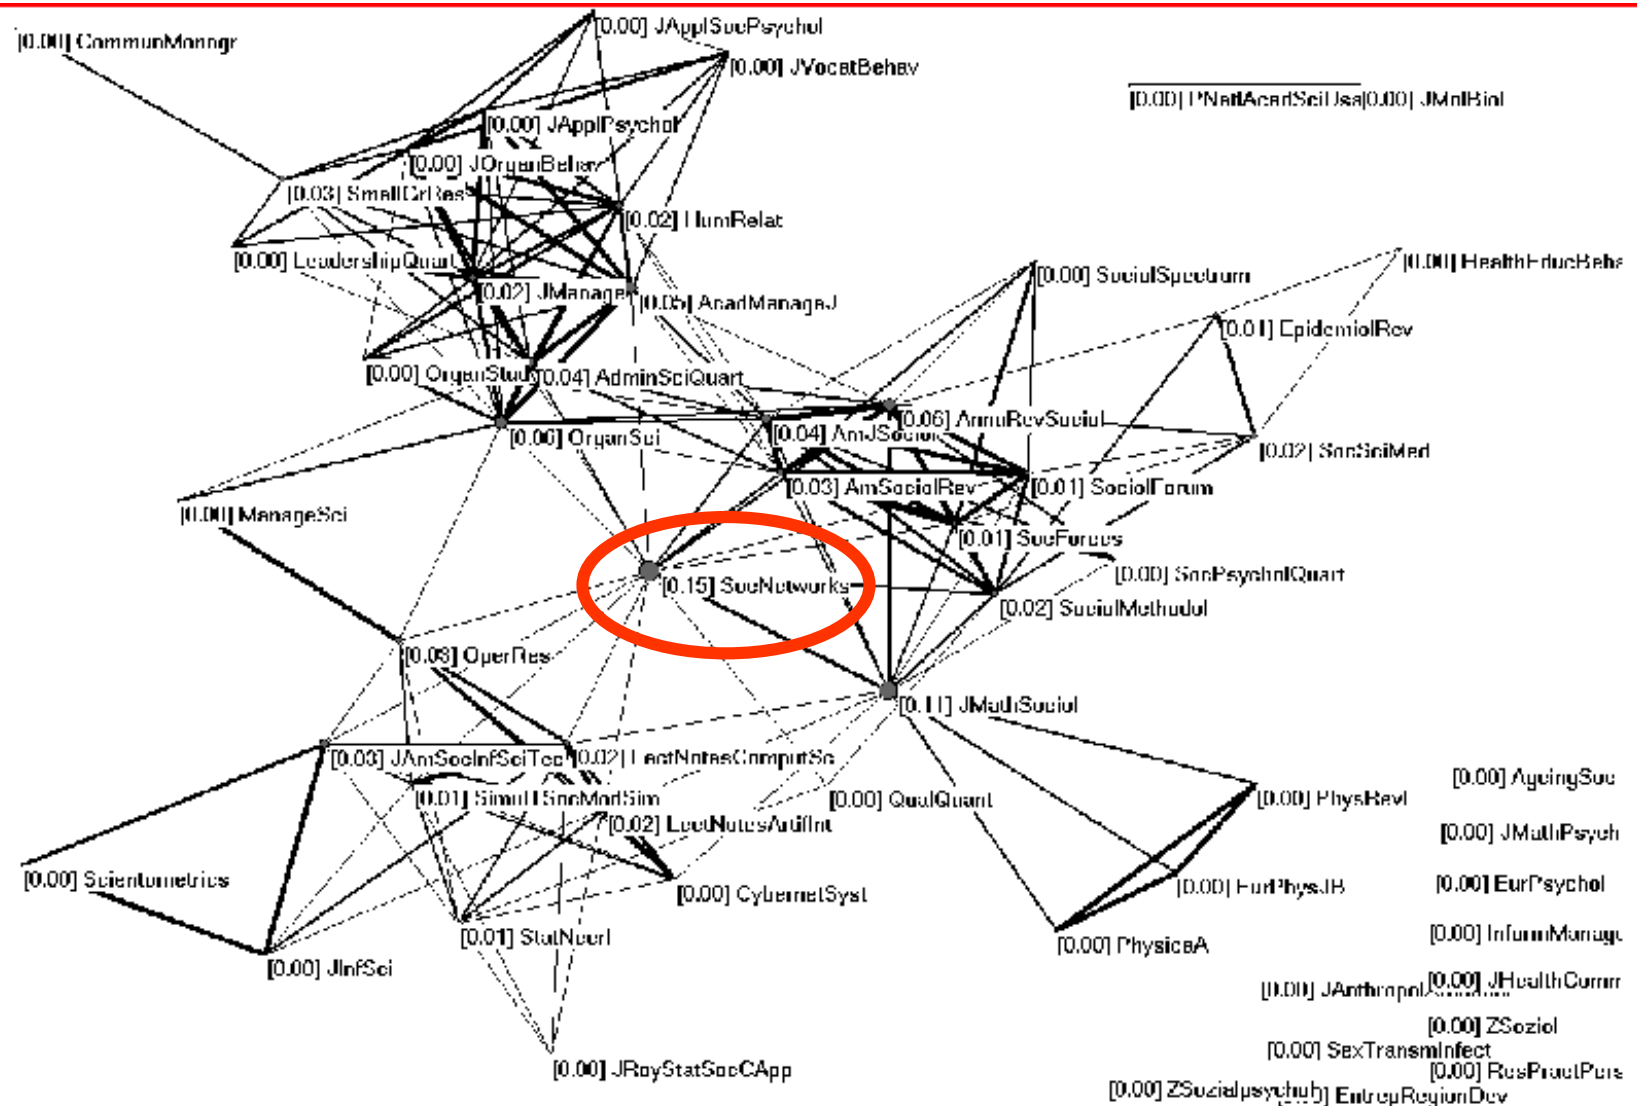 [0.00] JApplSocPsychol
[0.00] CommunMonogr
[0.00] JVocatBehav
[0.00] PNatlAcadSciUsa
[0.00] JMolBiol
[0.00] JApplPsychol
[0.00] JOrganBehav
[0.03] SmallGrRes
[0.02] HumRelat
[0.00] LeadershipQuart
[0.00] HealthEducBeha
[0.00] SociolSpectrum
[0.02] JManage
[0.05] AcadManageJ
[0.01] EpidemiolRev
[0.00] OrganStud
[0.04] AdminSciQuart
[0.06] AnnuRevSociol
[0.04] AmJSociol
[0.06] OrganSci
[0.02] SocSciMed
[0.03] AmSociolRev
[0.01] SociolForum
[0.00] ManageSci
[0.01] SocForces
[0.00] SocPsycholQuart
[0.15] SocNetworks
[0.02] SociolMethodol
[0.03] OperRes
[0.11] JMathSociol
[0.03] JAmSocInfSciTec
[0.02] LectNotesComputSc
[0.00] AgeingSoc
[0.01] Simul
SocModSim
[0.00] QualQuant
[0.00] PhysRevl
[0.02] LectNotesArtifInt
[0.00] JMathPsych
[0.00] Scientometrics
[0.00] CybernetSyst
[0.00] EurPhysJB
[0.00] EurPsychol
[0.01] StatNeerl
[0.00] PhysicaA
[0.00] InformManage
[0.00] JInfSci
[0.00] JHealthComm
[0.00]
[0.00] ZSoziol
[0.00] SexTransmInfect
[0.00] JRoyStatSocCApp
[0.00] ResPractPers
[0.00] ZSozialpsychol
EntrepRegionDev